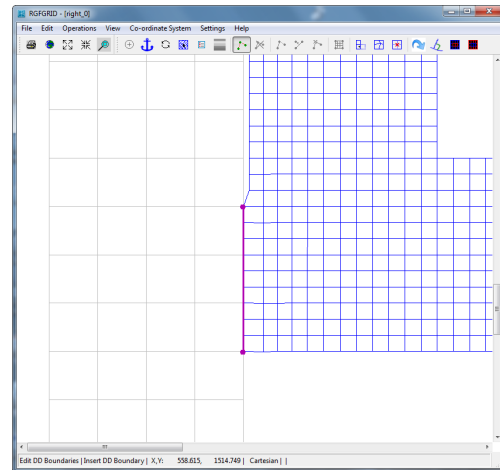 RGFGRID - [right_0]
File Edit Operations View Co-ordinate System Settings Help
Edit DD Boundaries | Insert DD Boundary | X,Y: 558.615, 1514.749 | Cartesian | |